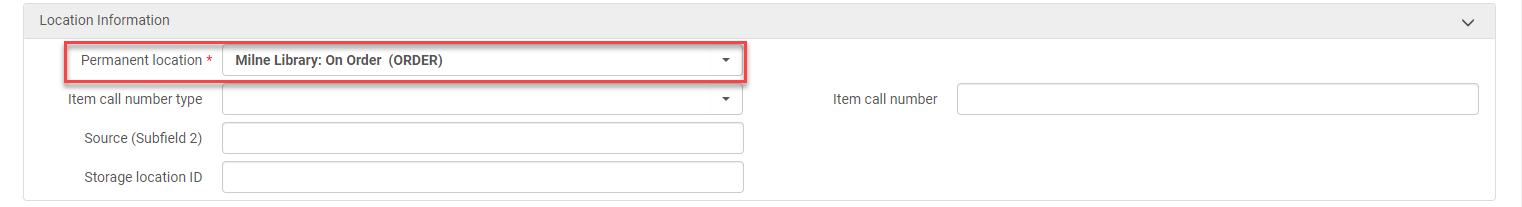 Location Information
Permanent location * Milne Library: On Order (ORDER)
Item call number type
Item call number
Source (Subfield 2)
Storage location ID